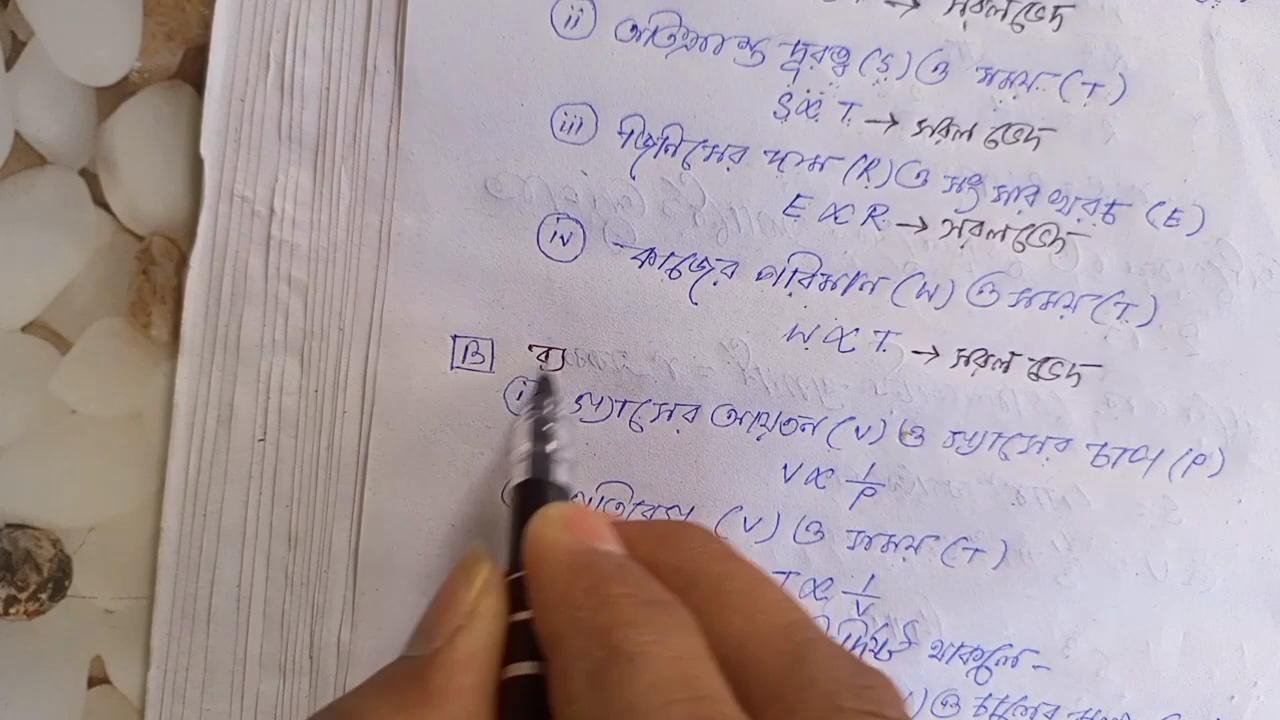 → সরলভেদ
ii অতিক্রান্ত দূরত্ব (S) ও সময় (T)
S ∝ T → সরল ভেদ
iii জিনিসের দাম (R) ও সংসার খরচ (E)
E ∝ R → সরলভেদ
iv কাজের পরিমান (W) ও সময় (T)
W ∝ T → সরল ভেদ
B ব্য
i গ্যাসের আয়তন (V) ও গ্যাসের চাপ (P)
V ∝ 1/P
গতিবেগ (V) ও সময় (T)
T ∝ 1/V
থাকলে -